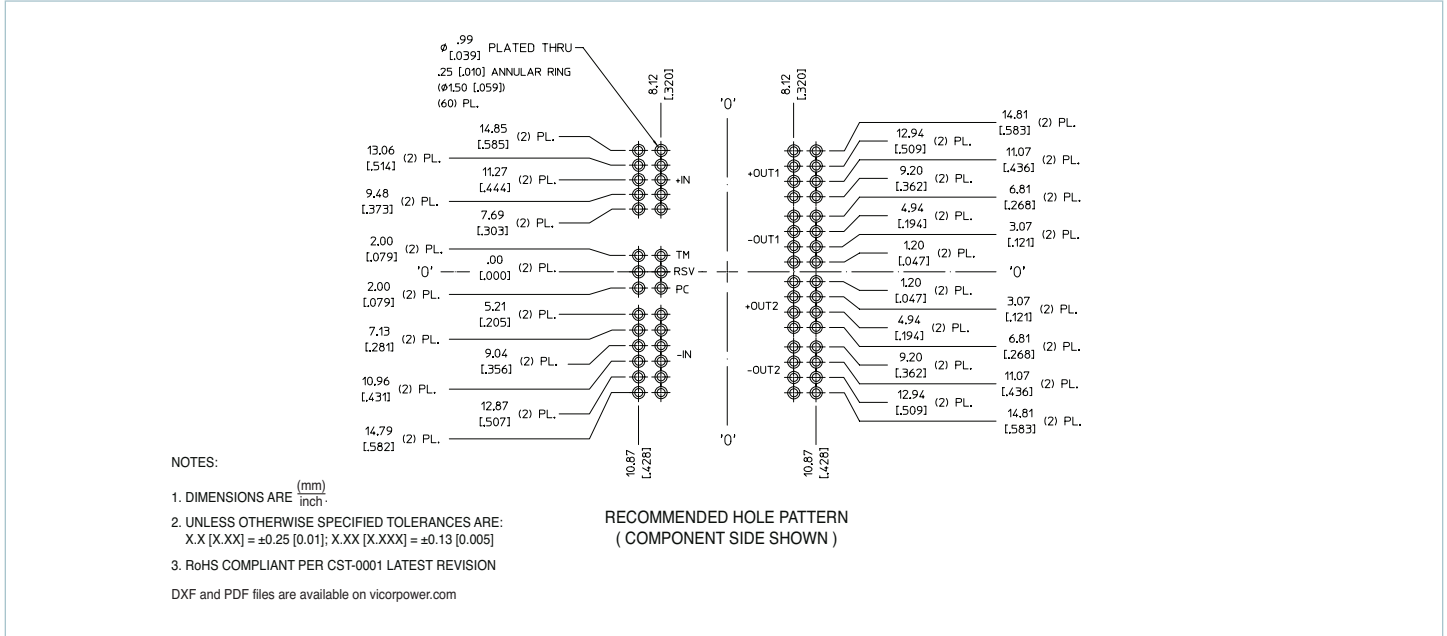 ø .99 PLATED THRU
[.039]
.25 [.010] ANNULAR RING
(ø1.50 [.059])
(60) PL.
8.12
[.320]
'0'
8.12
[.320]
14.85
[.585] (2) PL.
13.06
[.514] (2) PL.
11.27
[.444] (2) PL.
9.48
[.373] (2) PL.
7.69
[.303] (2) PL.
2.00
[.079] (2) PL.
'0'
.00
[.000] (2) PL.
2.00
[.079] (2) PL.
5.21
[.205] (2) PL.
7.13
[.281] (2) PL.
9.04
[.356] (2) PL.
10.96
[.431] (2) PL.
12.87
[.507] (2) PL.
14.79
[.582] (2) PL.
+IN
TM
RSV
PC
-IN
+OUT1
-OUT1
+OUT2
-OUT2
14.81
[.583] (2) PL.
12.94
[.509] (2) PL.
11.07
[.436] (2) PL.
9.20
[.362] (2) PL.
6.81
[.268] (2) PL.
4.94
[.194] (2) PL.
3.07
[.121] (2) PL.
1.20
[.047] (2) PL.
'0'
1.20
[.047] (2) PL.
3.07
[.121] (2) PL.
4.94
[.194] (2) PL.
6.81
[.268] (2) PL.
9.20
[.362] (2) PL.
11.07
[.436] (2) PL.
12.94
[.509] (2) PL.
14.81
[.583] (2) PL.
10.87
[.428]
'0'
10.87
[.428]
RECOMMENDED HOLE PATTERN
( COMPONENT SIDE SHOWN )
NOTES:
1. DIMENSIONS ARE (mm)
inch .
2. UNLESS OTHERWISE SPECIFIED TOLERANCES ARE:
X.X [X.XX] = ±0.25 [0.01]; X.XX [X.XXX] = ±0.13 [0.005]
3. RoHS COMPLIANT PER CST-0001 LATEST REVISION
DXF and PDF files are available on vicorpower.com